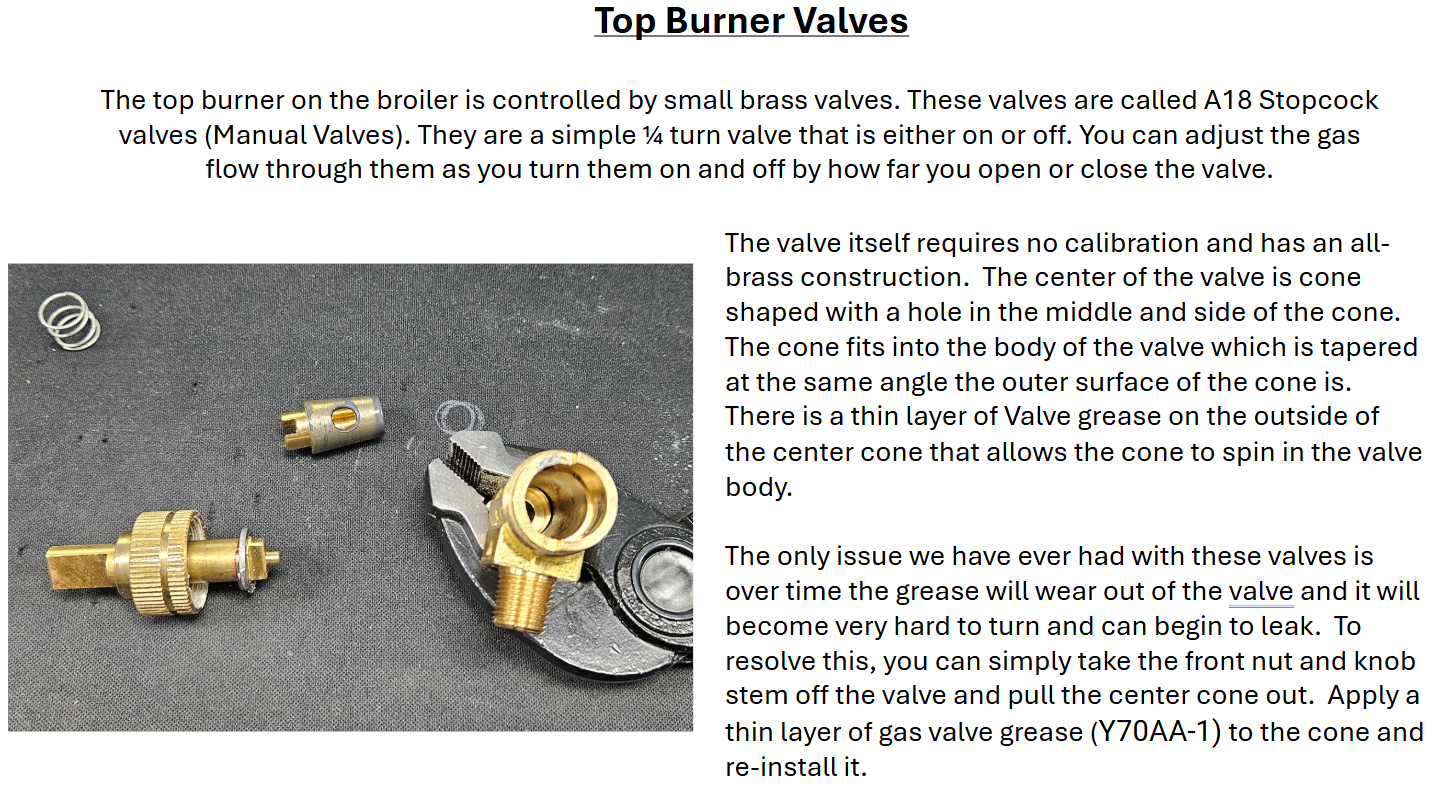 Top Burner Valves
The top burner on the broiler is controlled by small brass valves. These valves are called A18 Stopcock
valves (Manual Valves). They are a simple ¼ turn valve that is either on or off. You can adjust the gas
flow through them as you turn them on and off by how far you open or close the valve.
The valve itself requires no calibration and has an all-
brass construction.  The center of the valve is cone
shaped with a hole in the middle and side of the cone.
The cone fits into the body of the valve which is tapered
at the same angle the outer surface of the cone is.
There is a thin layer of Valve grease on the outside of
the center cone that allows the cone to spin in the valve
body.
The only issue we have ever had with these valves is
over time the grease will wear out of the valve and it will
become very hard to turn and can begin to leak.  To
resolve this, you can simply take the front nut and knob
stem off the valve and pull the center cone out.  Apply a
thin layer of gas valve grease (Y70AA-1) to the cone and
re-install it.